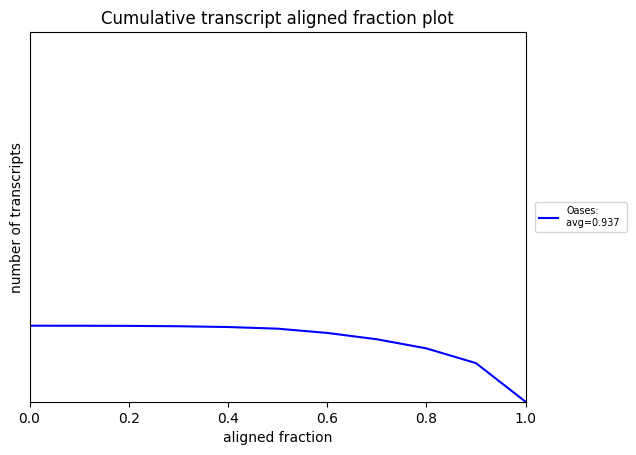 Cumulative transcript aligned fraction plot
number of transcripts
Oases:
avg=0.937
0.0 0.2 0.4 0.6 0.8 1.0
aligned fraction